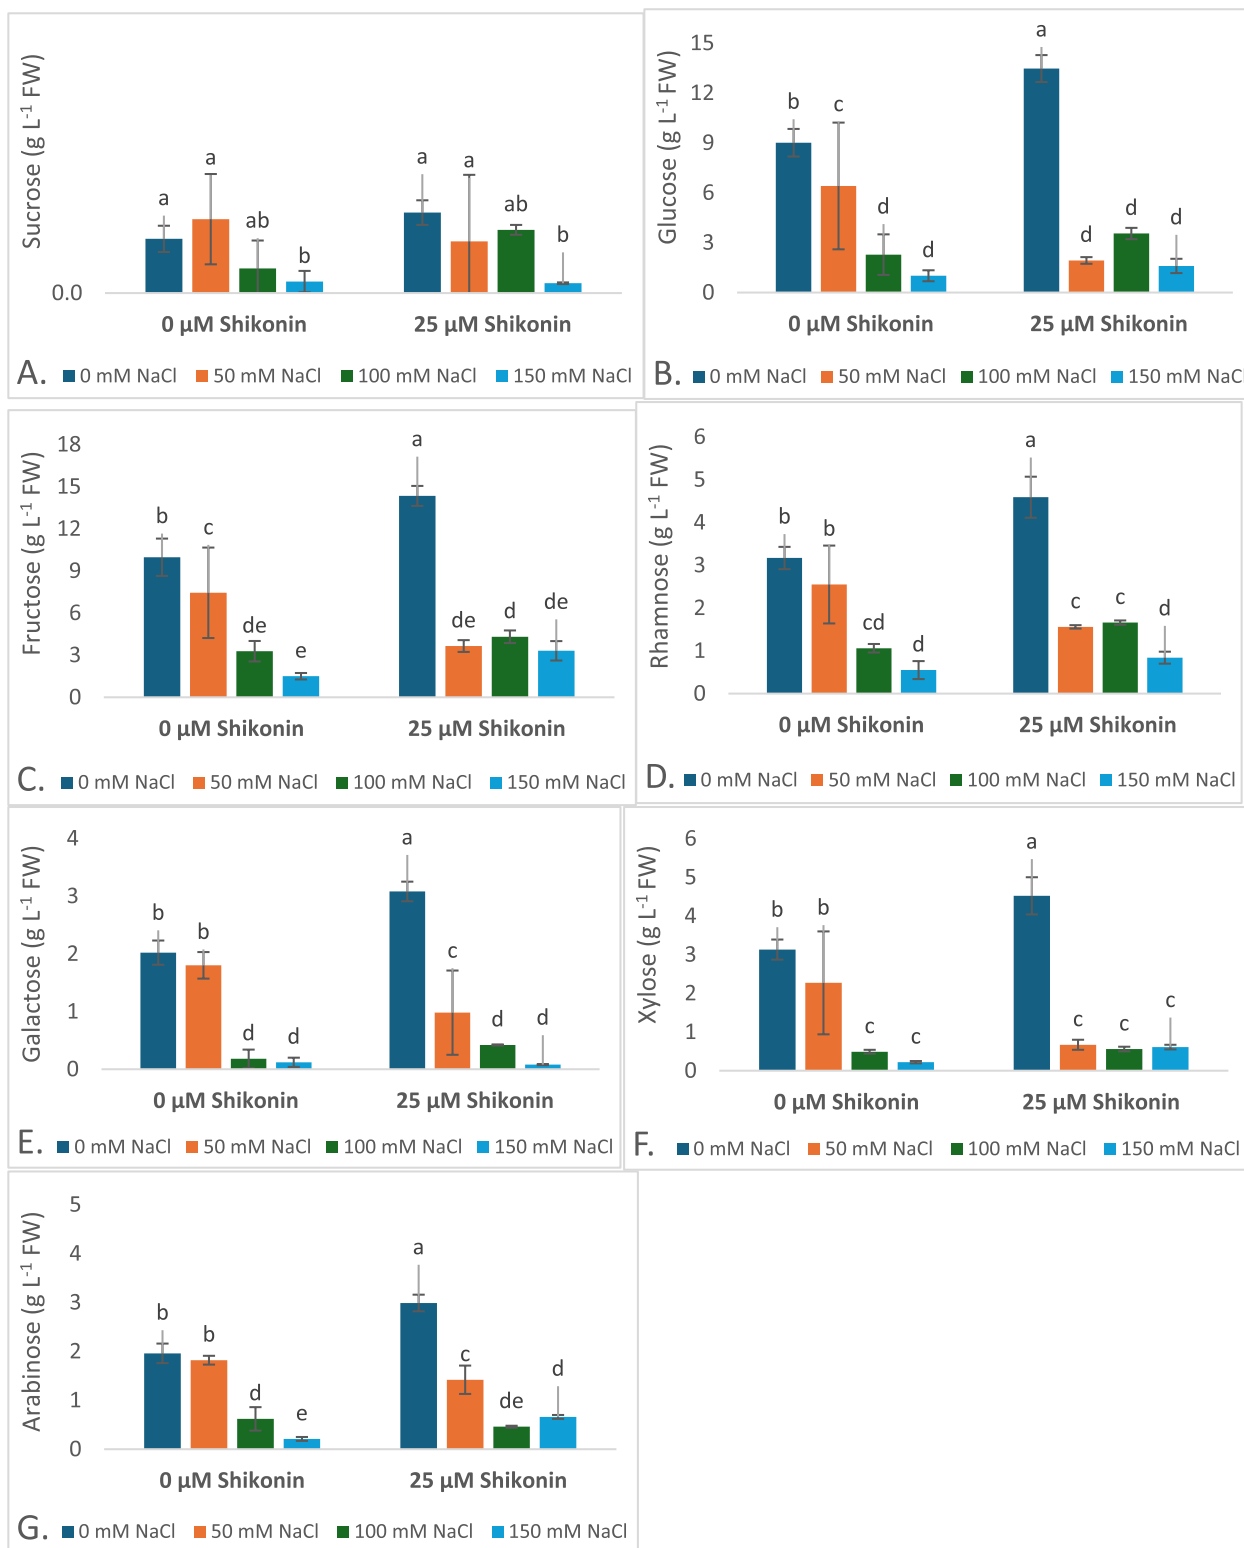 Sucrose (g L-1 FW)
0.0
a
a
ab
b
a
a
ab
b
0 μM Shikonin
25 μM Shikonin
A.
0 mM NaCl
50 mM NaCl
100 mM NaCl
150 mM NaCl
Glucose (g L-1 FW)
15
12
9
6
3
0
b
c
d
d
a
d
d
d
0 μM Shikonin
25 μM Shikonin
B.
0 mM NaCl
50 mM NaCl
100 mM NaCl
150 mM NaCl
Fructose (g L-1 FW)
18
15
12
9
6
3
0
b
c
de
e
a
de
d
de
0 μM Shikonin
25 μM Shikonin
C.
0 mM NaCl
50 mM NaCl
100 mM NaCl
150 mM NaCl
Rhamnose (g L-1 FW)
6
5
4
3
2
1
0
b
b
cd
d
a
c
c
d
0 μM Shikonin
25 μM Shikonin
D.
0 mM NaCl
50 mM NaCl
100 mM NaCl
150 mM NaCl
Galactose (g L-1 FW)
4
3
2
1
0
b
b
d
d
a
c
d
d
0 μM Shikonin
25 μM Shikonin
E.
0 mM NaCl
50 mM NaCl
100 mM NaCl
150 mM NaCl
Xylose (g L-1 FW)
6
5
4
3
2
1
0
b
b
c
c
a
c
c
c
0 μM Shikonin
25 μM Shikonin
F.
0 mM NaCl
50 mM NaCl
100 mM NaCl
150 mM NaCl
Arabinose (g L-1 FW)
5
4
3
2
1
0
b
b
d
e
a
c
de
d
0 μM Shikonin
25 μM Shikonin
G.
0 mM NaCl
50 mM NaCl
100 mM NaCl
150 mM NaCl